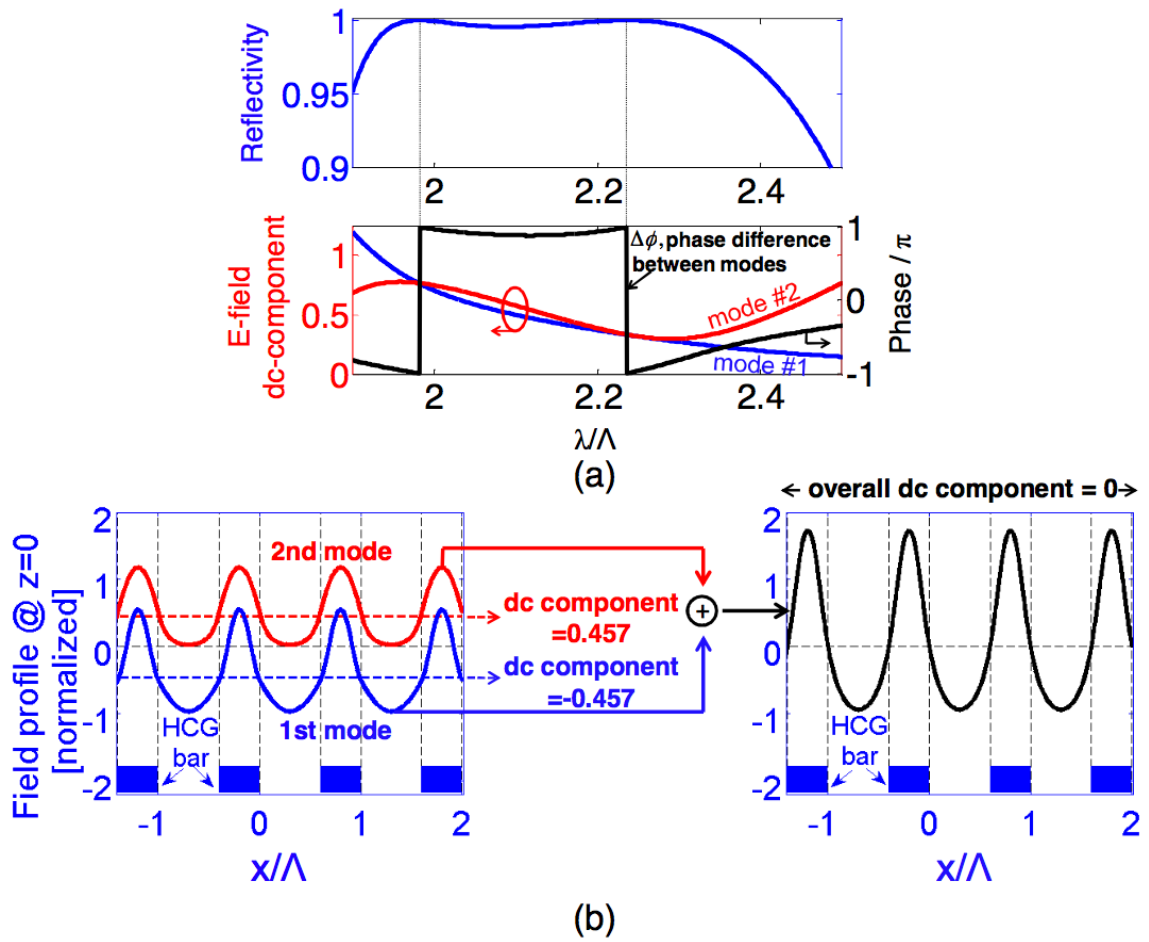 Reflectivity
1
0.95
0.9
2
2.2
2.4
E-field
dc-component
1
0.5
0
Δϕ, phase difference
between modes
mode #2
mode #1
1
0
-1
Phase / π
2
2.2
2.4
λ/Λ
(a)
Field profile @ z=0
[normalized]
2
1
0
-1
-2
2nd mode
1st mode
HCG
bar
-1
0
1
2
x/Λ
dc component
=0.457
dc component
=-0.457
+
overall dc component = 0
2
1
0
-1
-2
HCG
bar
-1
0
1
2
x/Λ
(b)